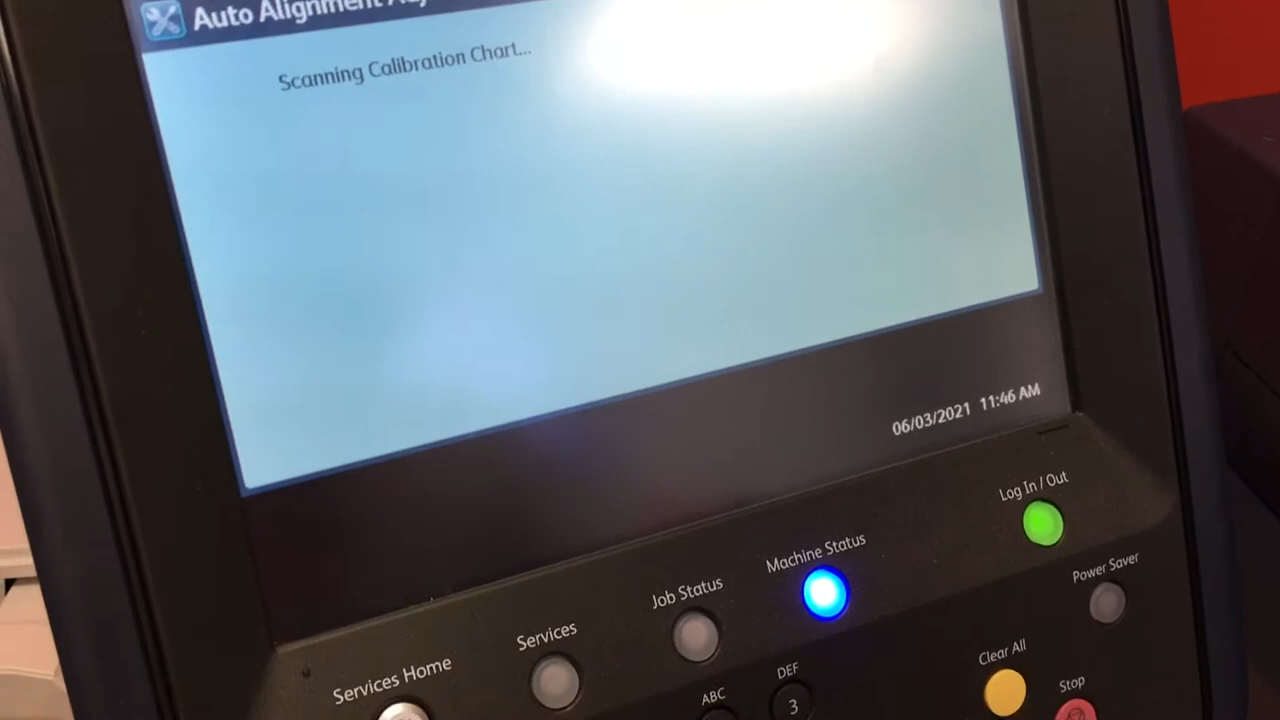 Auto Alignment
Scanning Calibration Chart...
06/03/2021 11:46 AM
Log In / Out
Machine Status
Power Saver
Job Status
Services
Services Home
Clear All
Stop
DEF
ABC
3